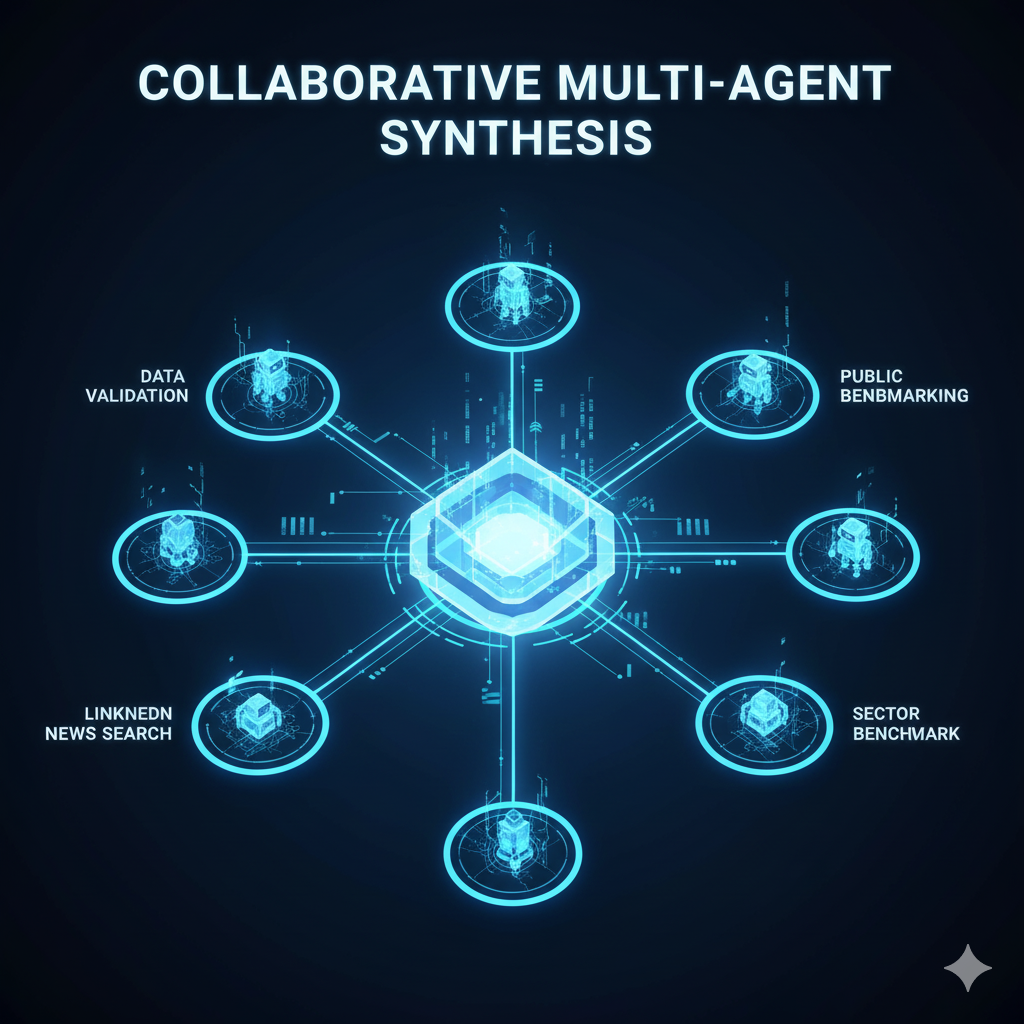 COLLABORATIVE MULTI-AGENT
SYNTHESIS
DATA
VALIDATION
PUBLIC
BENBMARKING
LINKNEDN
NEWS SEARCH
SECTOR
BENCHMARK